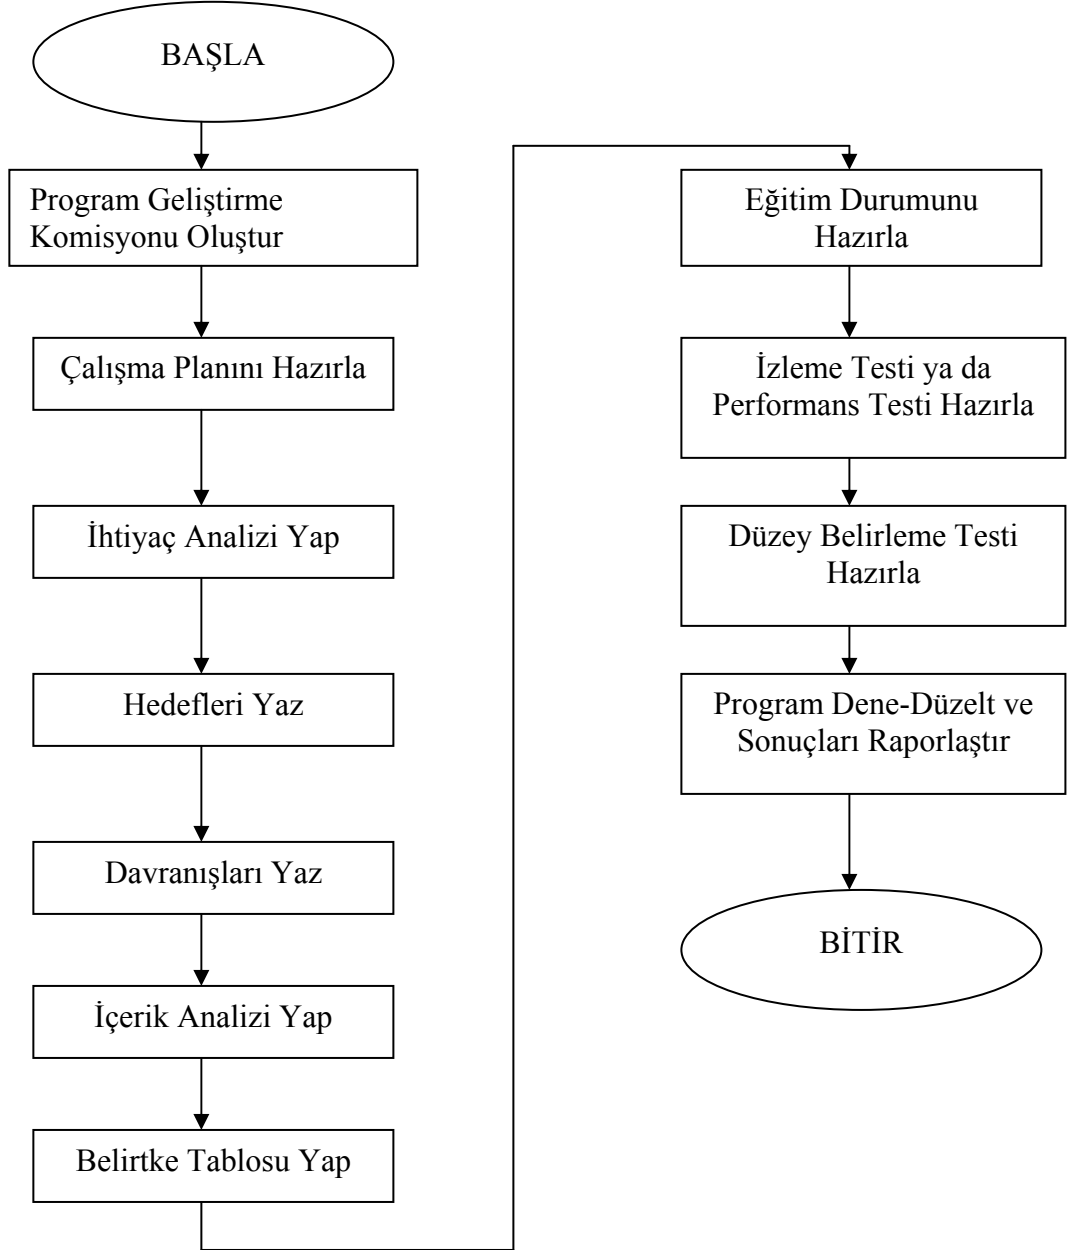 BAŞLA
Program Geliştirme
Komisyonu Oluştur
Çalışma Planını Hazırla
İhtiyaç Analizi Yap
Hedefleri Yaz
Davranışları Yaz
İçerik Analizi Yap
Belirtke Tablosu Yap
Eğitim Durumunu
Hazırla
İzleme Testi ya da
Performans Testi Hazırla
Düzey Belirleme Testi
Hazırla
Program Dene-Düzelt ve
Sonuçları Raporlaştır
BİTİR